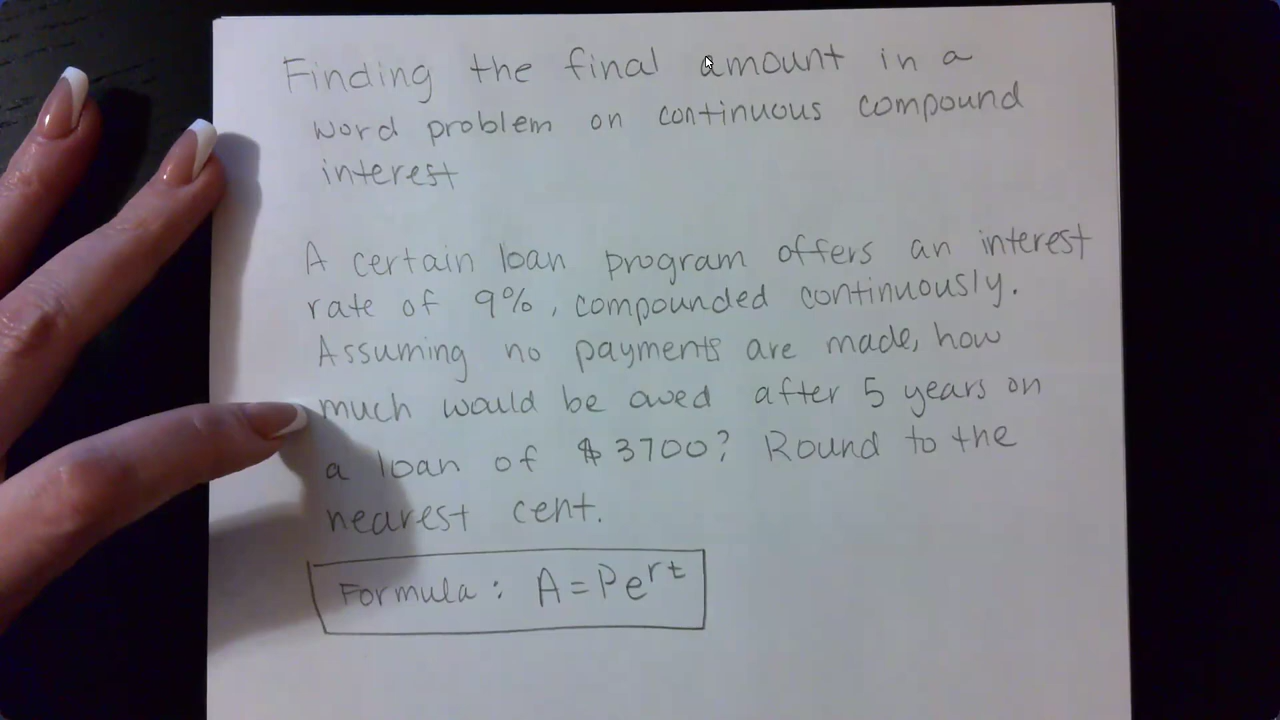 Finding the final amount in a
word problem on continuous compound
interest
A certain loan program offers an interest
rate of 9%, compounded continuously.
Assuming no payments are made, how
much would be owed after 5 years on
a loan of $3700? Round to the
nearest cent.
Formula: A = Pe^{rt}